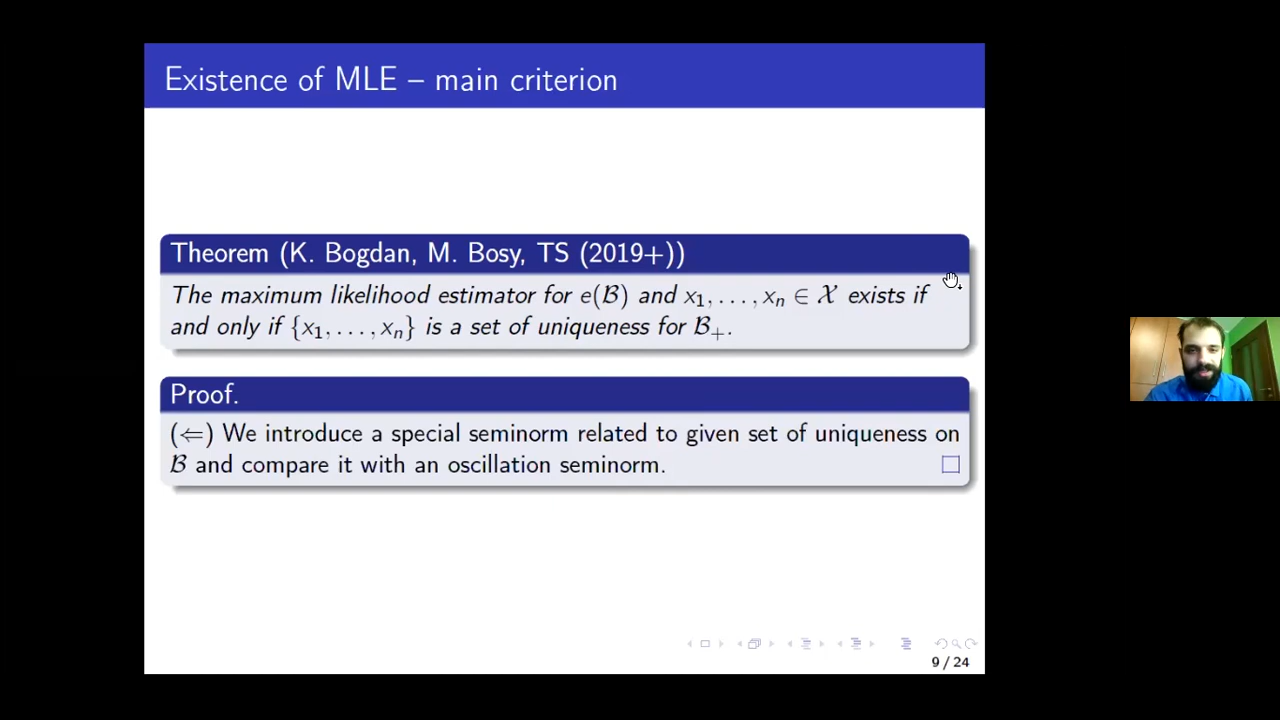 Existence of MLE – main criterion
Theorem (K. Bogdan, M. Bosy, TS (2019+))
The maximum likelihood estimator for e(ℬ) and x₁, . . . , xₙ ∈ 𝒳 exists if
and only if {x₁, . . . , xₙ} is a set of uniqueness for ℬ₊.
Proof.
(⇐) We introduce a special seminorm related to given set of uniqueness on
ℬ and compare it with an oscillation seminorm. □
9 / 24